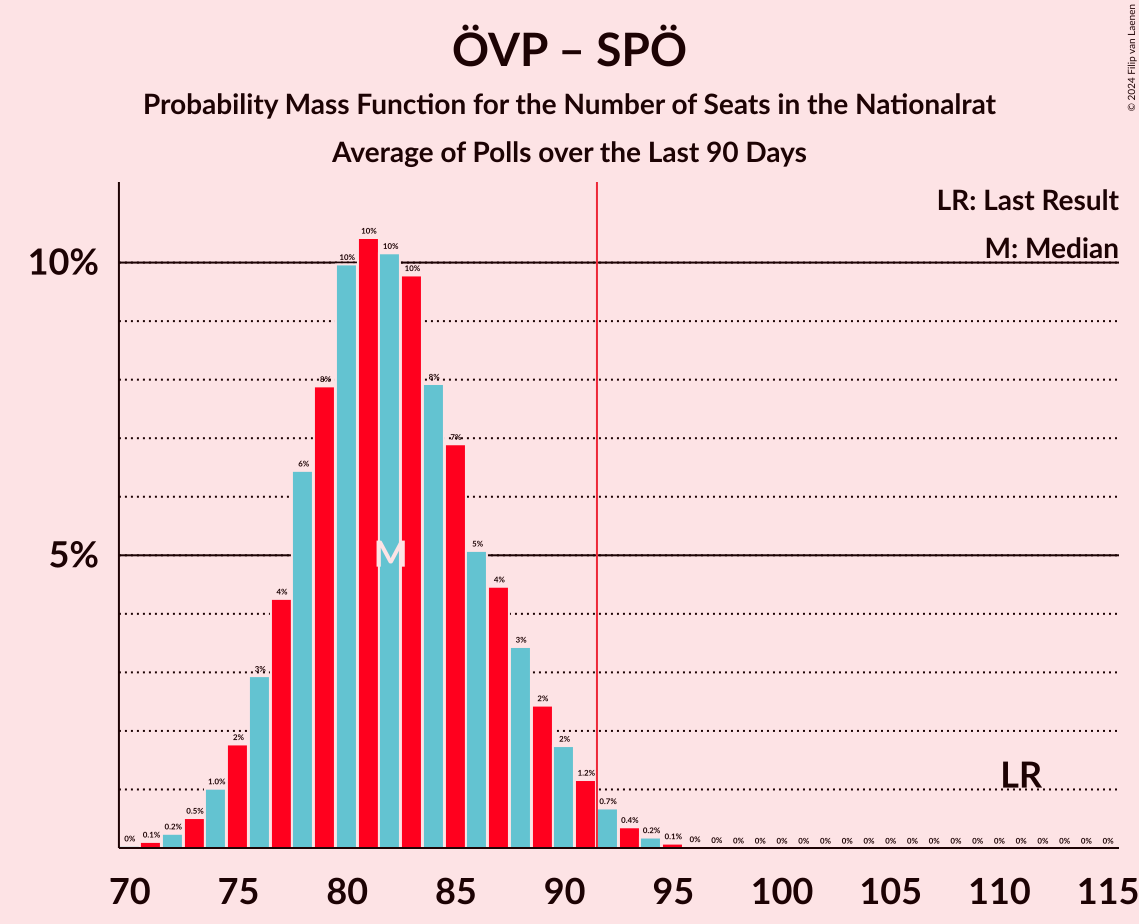 ÖVP – SPÖ
Probability Mass Function for the Number of Seats in the Nationalrat
Average of Polls over the Last 90 Days
© 2024 Filip van Laenen
LR: Last Result
M: Median
10%
5%
0% 0.1% 0.2% 0.5% 1.0% 2% 3% 4% 6% 8% 10% 10% 10% 10% 8% 7% 5% 4% 3% 2% 2% 1.2% 0.7% 0.4% 0.2% 0.1% 0% 0% 0% 0% 0% 0% 0% 0% 0% 0% 0% 0% 0% 0% 0% 0% 0% 0% 0% 0%
M
LR
70 75 80 85 90 95 100 105 110 115